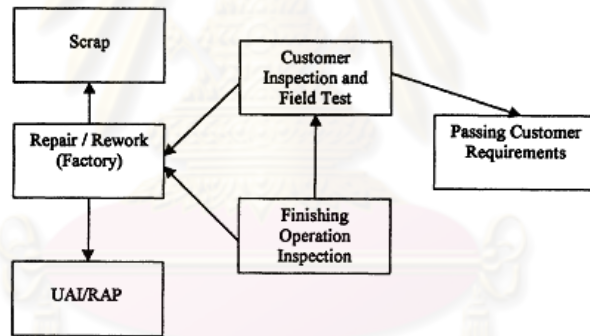 Scrap
Customer
Inspection and
Field Test
Repair / Rework
(Factory)
Passing Customer
Requirements
Finishing
Operation
Inspection
UAI/RAP